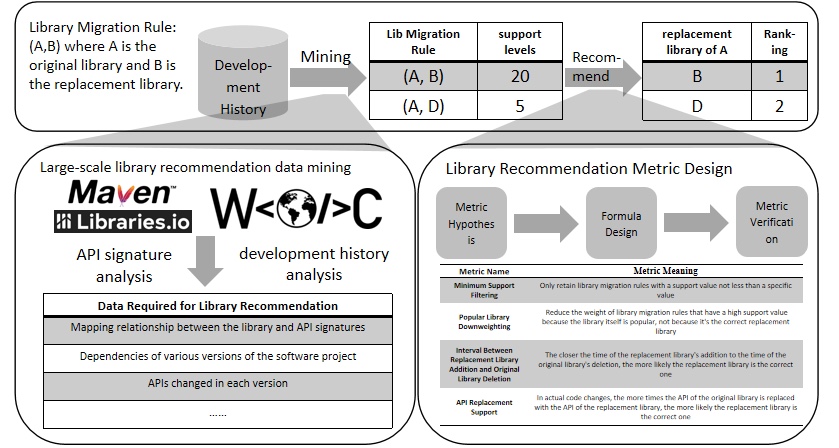 Library Migration Rule:
(A,B) where A is the
original library and B is
the replacement library.
Develop-
ment
History
Mining
Lib Migration
Rule
support
levels
(A, B)
20
(A, D)
5
Recom-
mend
replacement
library of A
Rank-
ing
B
1
D
2
Large-scale library recommendation data mining
Maven™
Libraries.io
W</>C
API signature
analysis
development history
analysis
Data Required for Library Recommendation
Mapping relationship between the library and API signatures
Dependencies of various versions of the software project
APIs changed in each version
......
Library Recommendation Metric Design
Metric
Hypothes
is
Formula
Design
Metric
Verificati
on
Metric Name
Metric Meaning
Minimum Support
Filtering
Only retain library migration rules with a support value not less than a specific
value
Popular Library
Downweighting
Reduce the weight of library migration rules that have a high support value
because the library itself is popular, not because it's the correct replacement
library
Interval Between
Replacement Library
Addition and Original
Library Deletion
The closer the time of the replacement library's addition to the time of the
original library's deletion, the more likely the replacement library is the correct
one
API Replacement
Support
In actual code changes, the more times the API of the original library is replaced
with the API of the replacement library, the more likely the replacement library is
the correct one